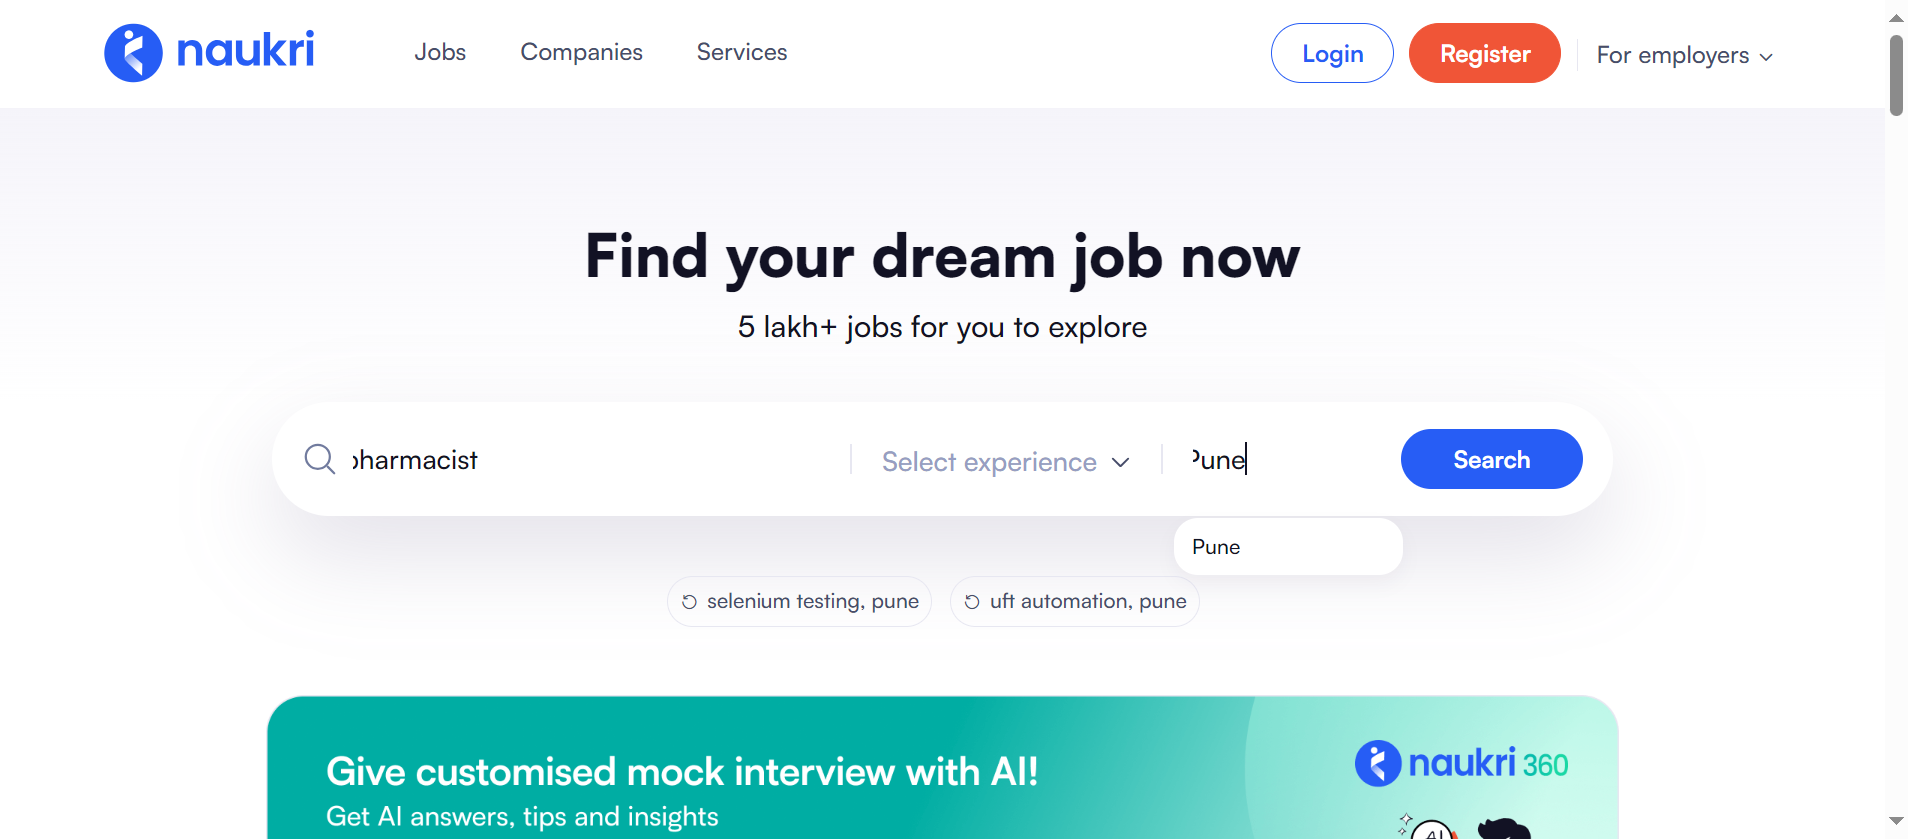 naukri
Jobs Companies Services
Login Register For employers
Find your dream job now
5 lakh+ jobs for you to explore
pharmacist Select experience Pune Search
Pune
selenium testing, pune uft automation, pune
Give customised mock interview with AI!
Get AI answers, tips and insights
naukri 360
AI